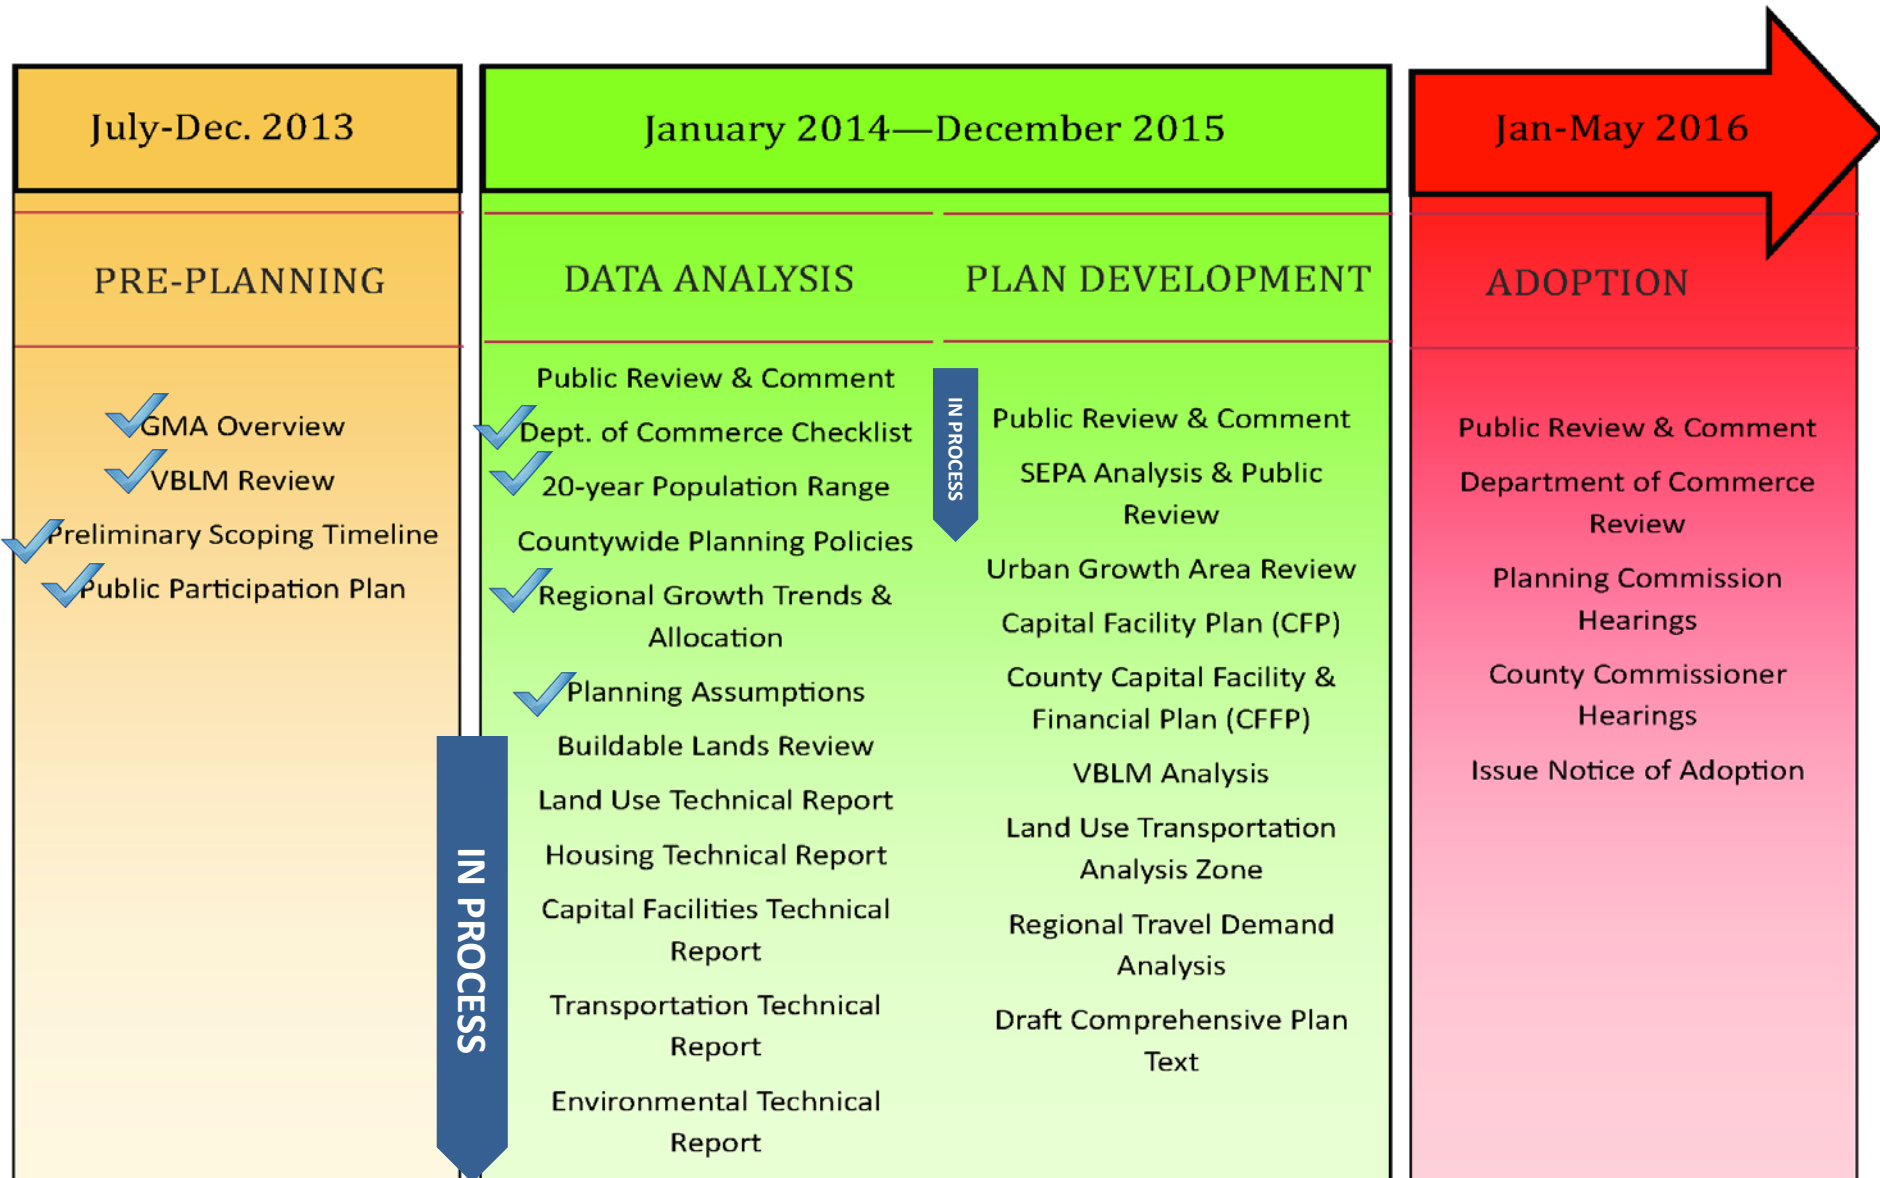 July-Dec. 2013
January 2014—December 2015
Jan-May 2016
PRE-PLANNING
DATA ANALYSIS
PLAN DEVELOPMENT
ADOPTION
GMA Overview
VBLM Review
Preliminary Scoping Timeline
Public Participation Plan
IN PROCESS
Public Review & Comment
Dept. of Commerce Checklist
20-year Population Range
Countywide Planning Policies
Regional Growth Trends &
Allocation
Planning Assumptions
Buildable Lands Review
Land Use Technical Report
Housing Technical Report
Capital Facilities Technical
Report
Transportation Technical
Report
Environmental Technical
Report
IN PROCESS
Public Review & Comment
SEPA Analysis & Public
Review
Urban Growth Area Review
Capital Facility Plan (CFP)
County Capital Facility &
Financial Plan (CFFP)
VBLM Analysis
Land Use Transportation
Analysis Zone
Regional Travel Demand
Analysis
Draft Comprehensive Plan
Text
Public Review & Comment
Department of Commerce
Review
Planning Commission
Hearings
County Commissioner
Hearings
Issue Notice of Adoption